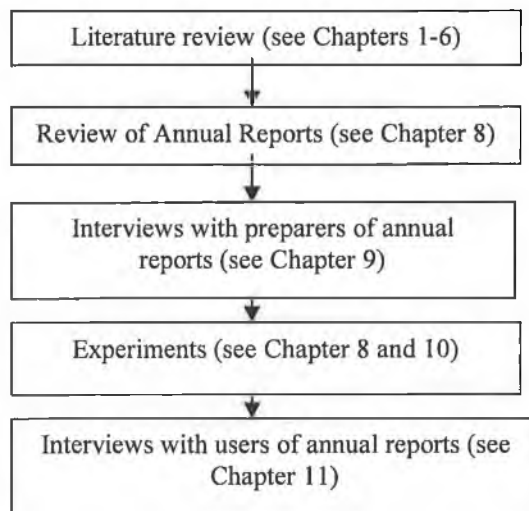 Literature review (see Chapters 1-6)
Review of Annual Reports (see Chapter 8)
Interviews with preparers of annual
reports (see Chapter 9)
Experiments (see Chapter 8 and 10)
Interviews with users of annual reports (see
Chapter 11)